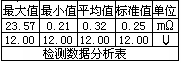 最大值 最小值 平均值 标准值 单位
23.57 0.21 0.32 0.25 mΩ
12.00 12.00 12.00 12.00 V
检测数据分析表